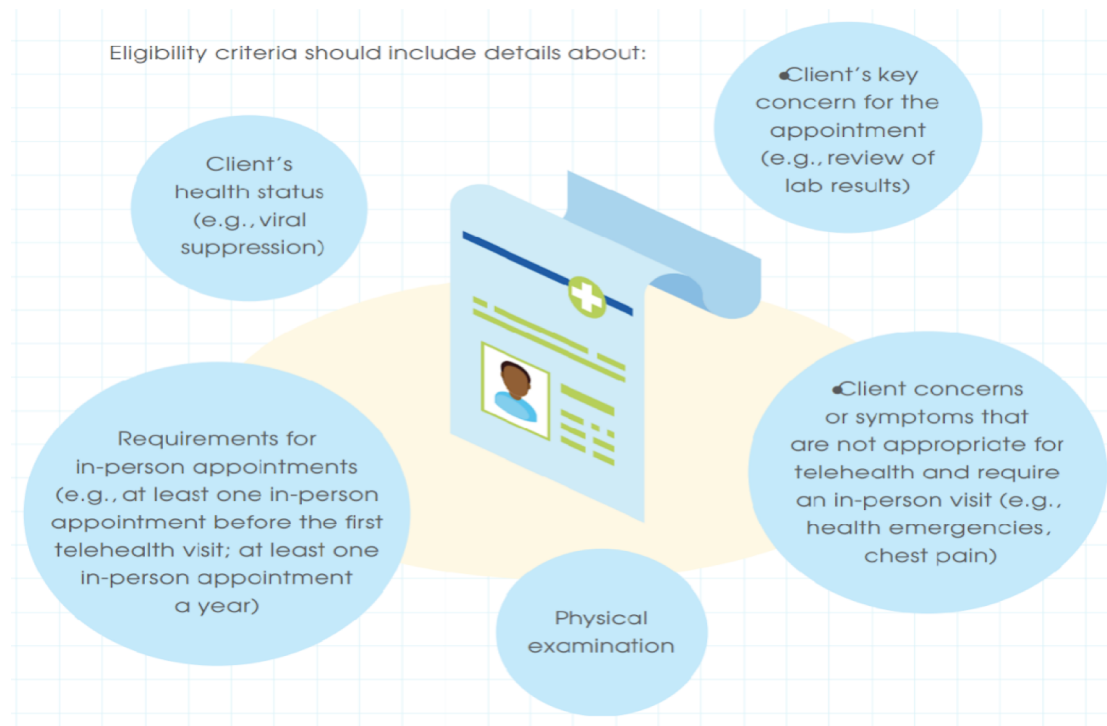 Eligibility criteria should include details about:
Client's
health status
(e.g., viral
suppression)
•Client's key
concern for the
appointment
(e.g., review of
lab results)
Requirements for
in-person appointments
(e.g., at least one in-person
appointment before the first
telehealth visit; at least one
in-person appointment
a year)
•Client concerns
or symptoms that
are not appropriate for
telehealth and require
an in-person visit (e.g.,
health emergencies,
chest pain)
Physical
examination